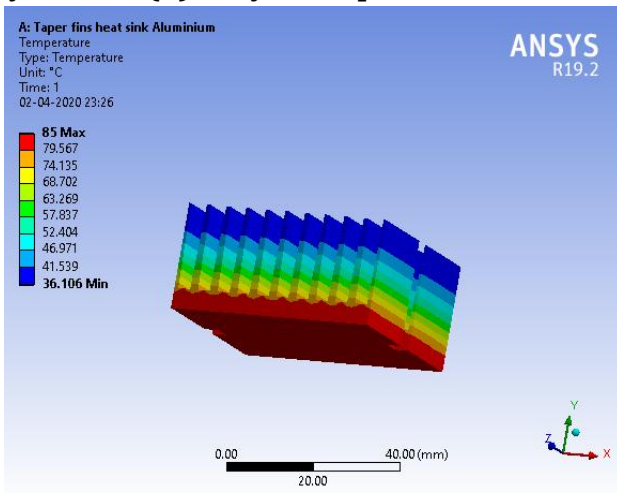 A: Taper fins heat sink Aluminium
Temperature
Type: Temperature
Unit: °C
Time: 1
02-04-2020 23:26
ANSYS
R19.2
85 Max
79.567
74.135
68.702
63.269
57.837
52.404
46.971
41.539
36.106 Min
Y
Z
X
0.00
40.00 (mm)
20.00